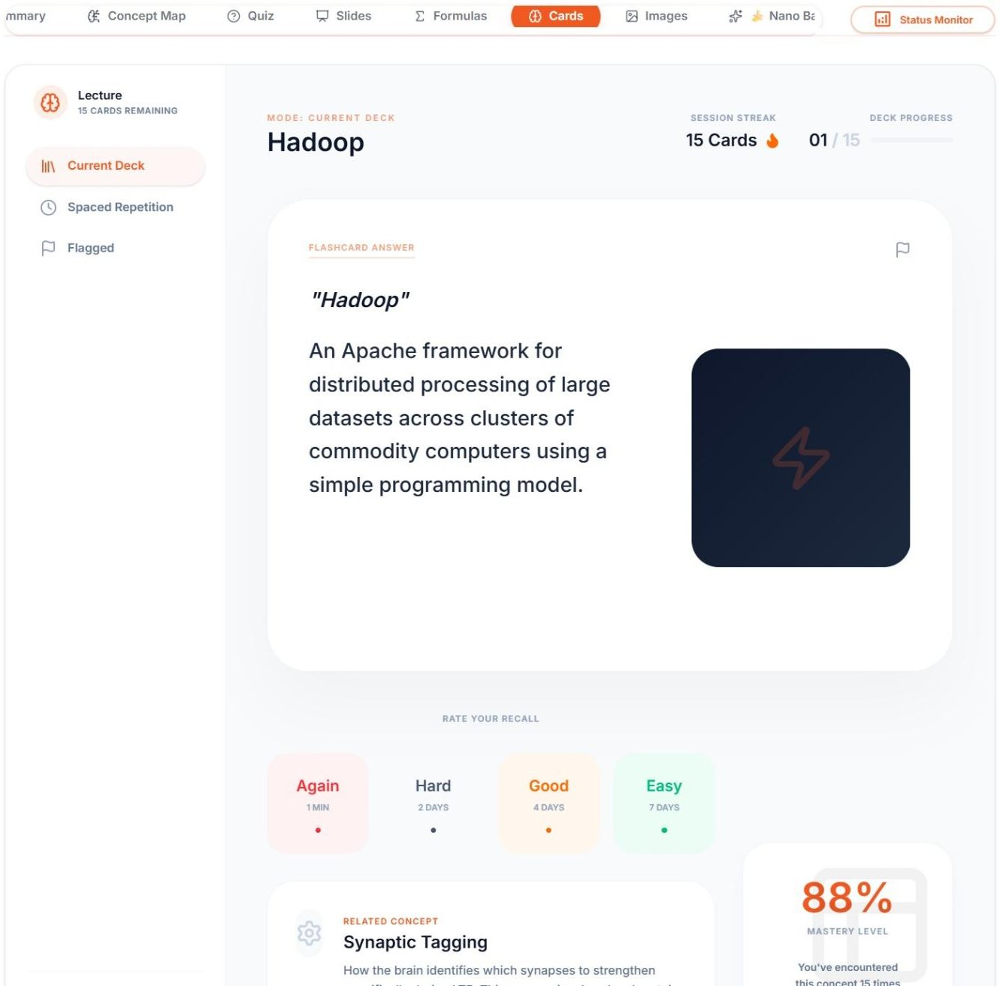 mmary Concept Map Quiz Slides Formulas Cards Images Nano Ba Status Monitor
Lecture
15 CARDS REMAINING
Current Deck
Spaced Repetition
Flagged
MODE: CURRENT DECK
Hadoop
SESSION STREAK
15 Cards
DECK PROGRESS
01 / 15
FLASHCARD ANSWER
"Hadoop"
An Apache framework for
distributed processing of large
datasets across clusters of
commodity computers using a
simple programming model.
RATE YOUR RECALL
Again
1 MIN
Hard
2 DAYS
Good
4 DAYS
Easy
7 DAYS
RELATED CONCEPT
Synaptic Tagging
How the brain identifies which synapses to strengthen
88%
MASTERY LEVEL
You've encountered
this concept 15 times